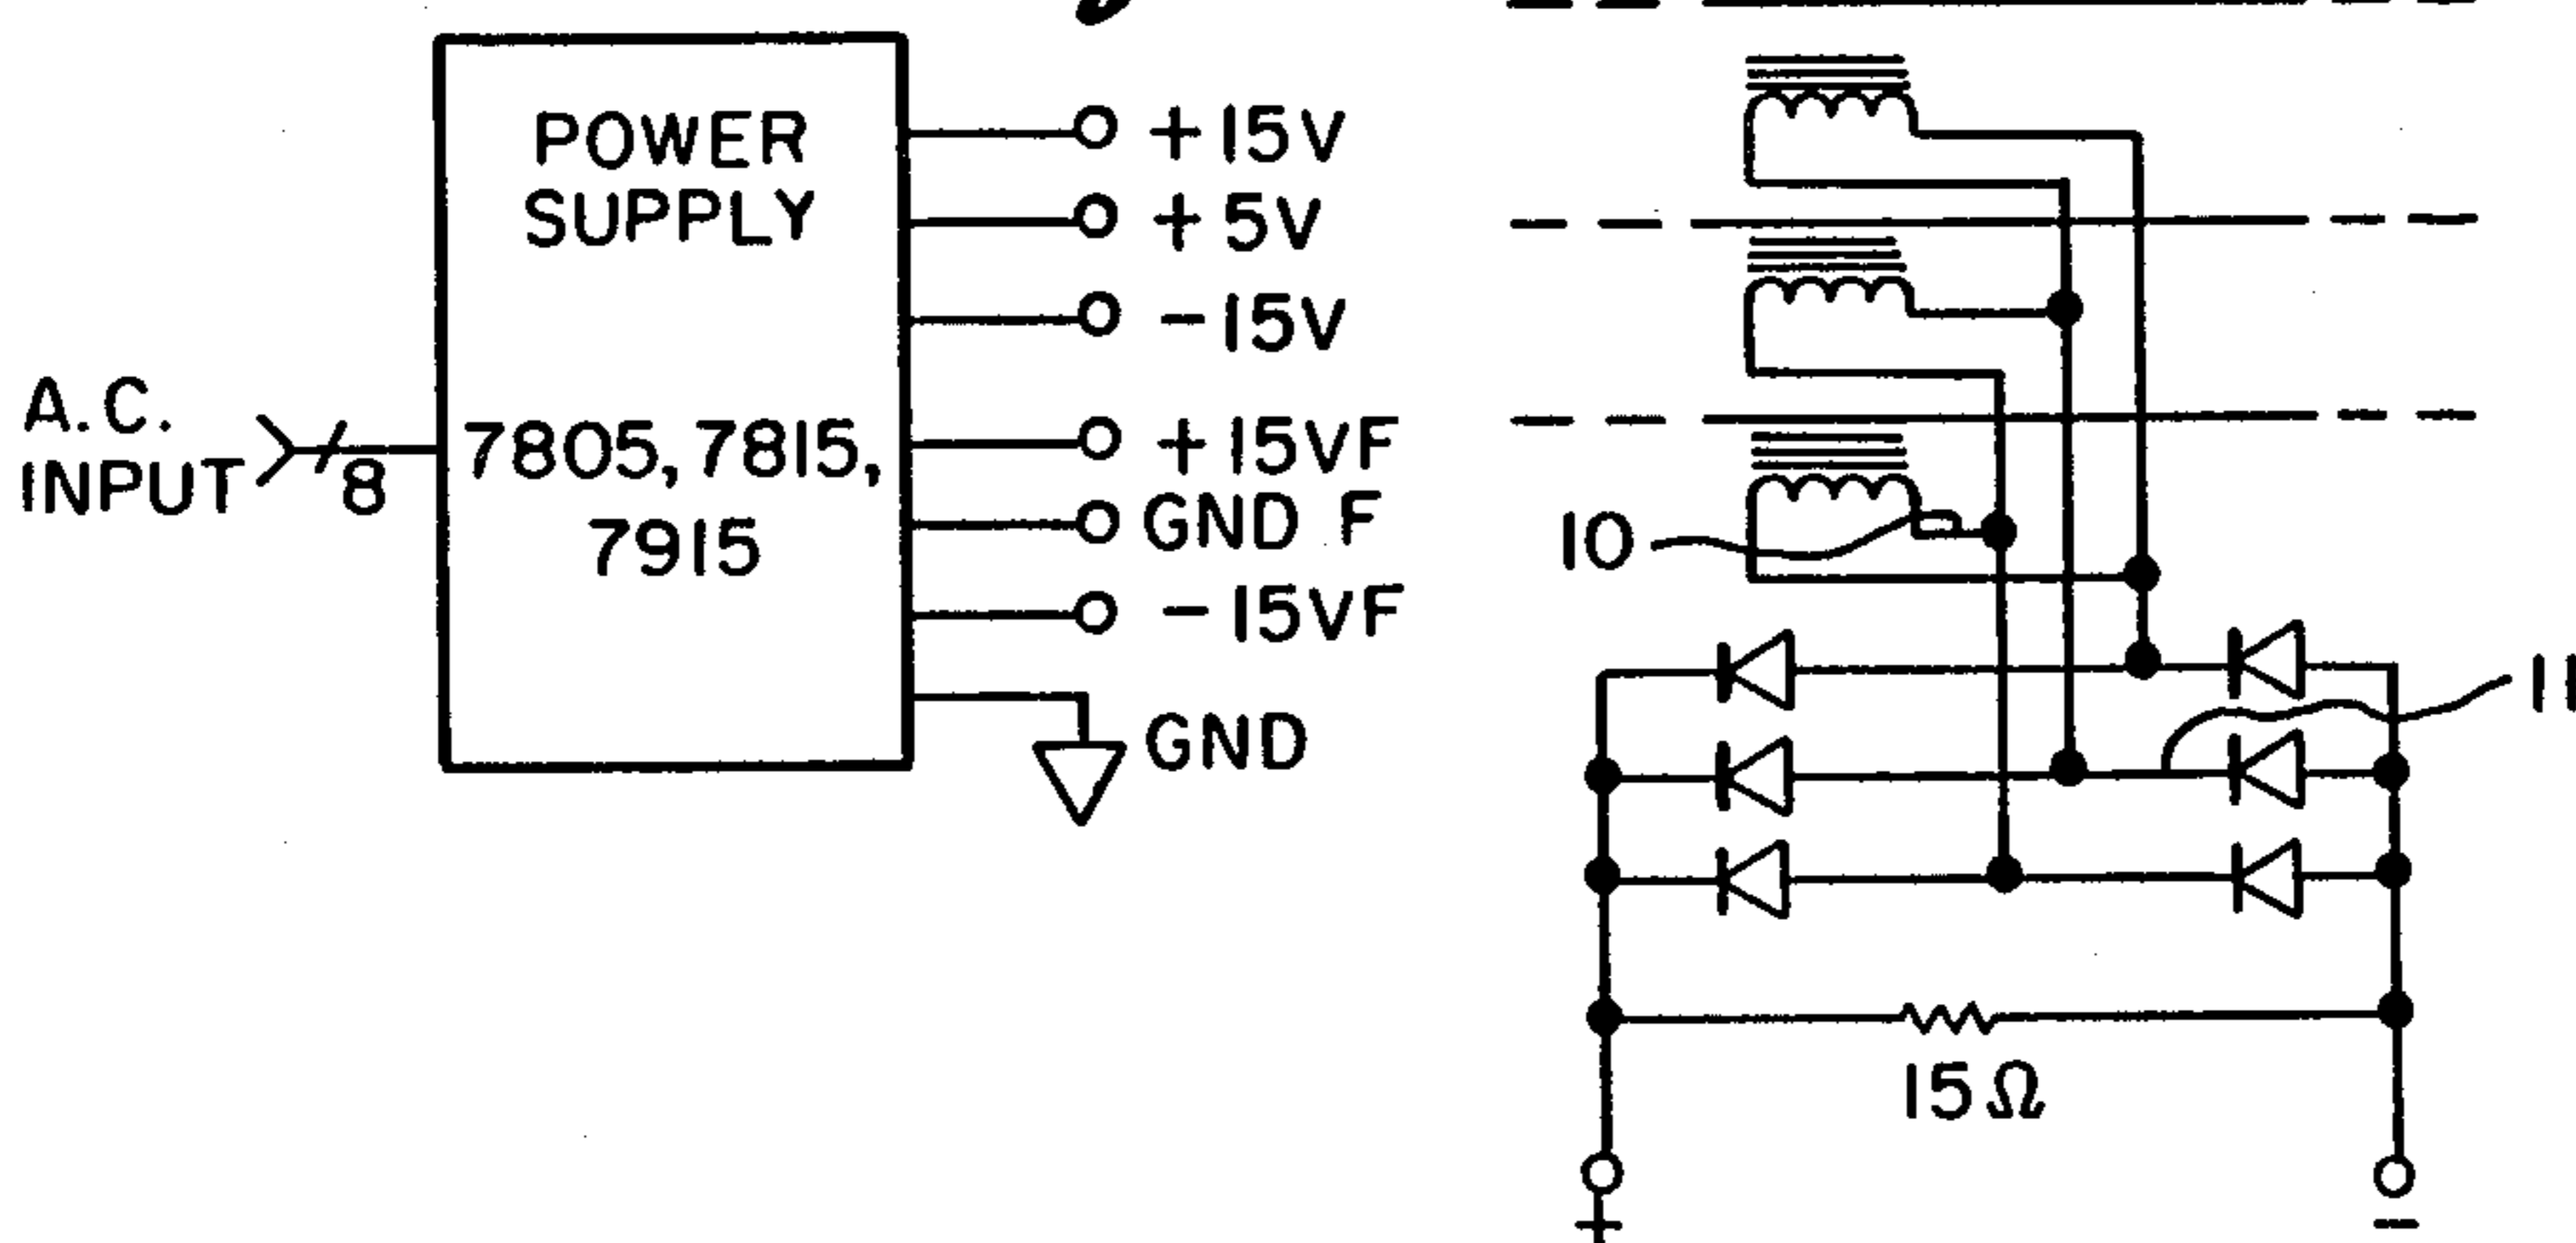 POWER
SUPPLY
7805, 7815,
7915
A.C.
INPUT
8
+15V
+5V
-15V
+15VF
GND F
-15VF
GND
10
11
15Ω
+
-